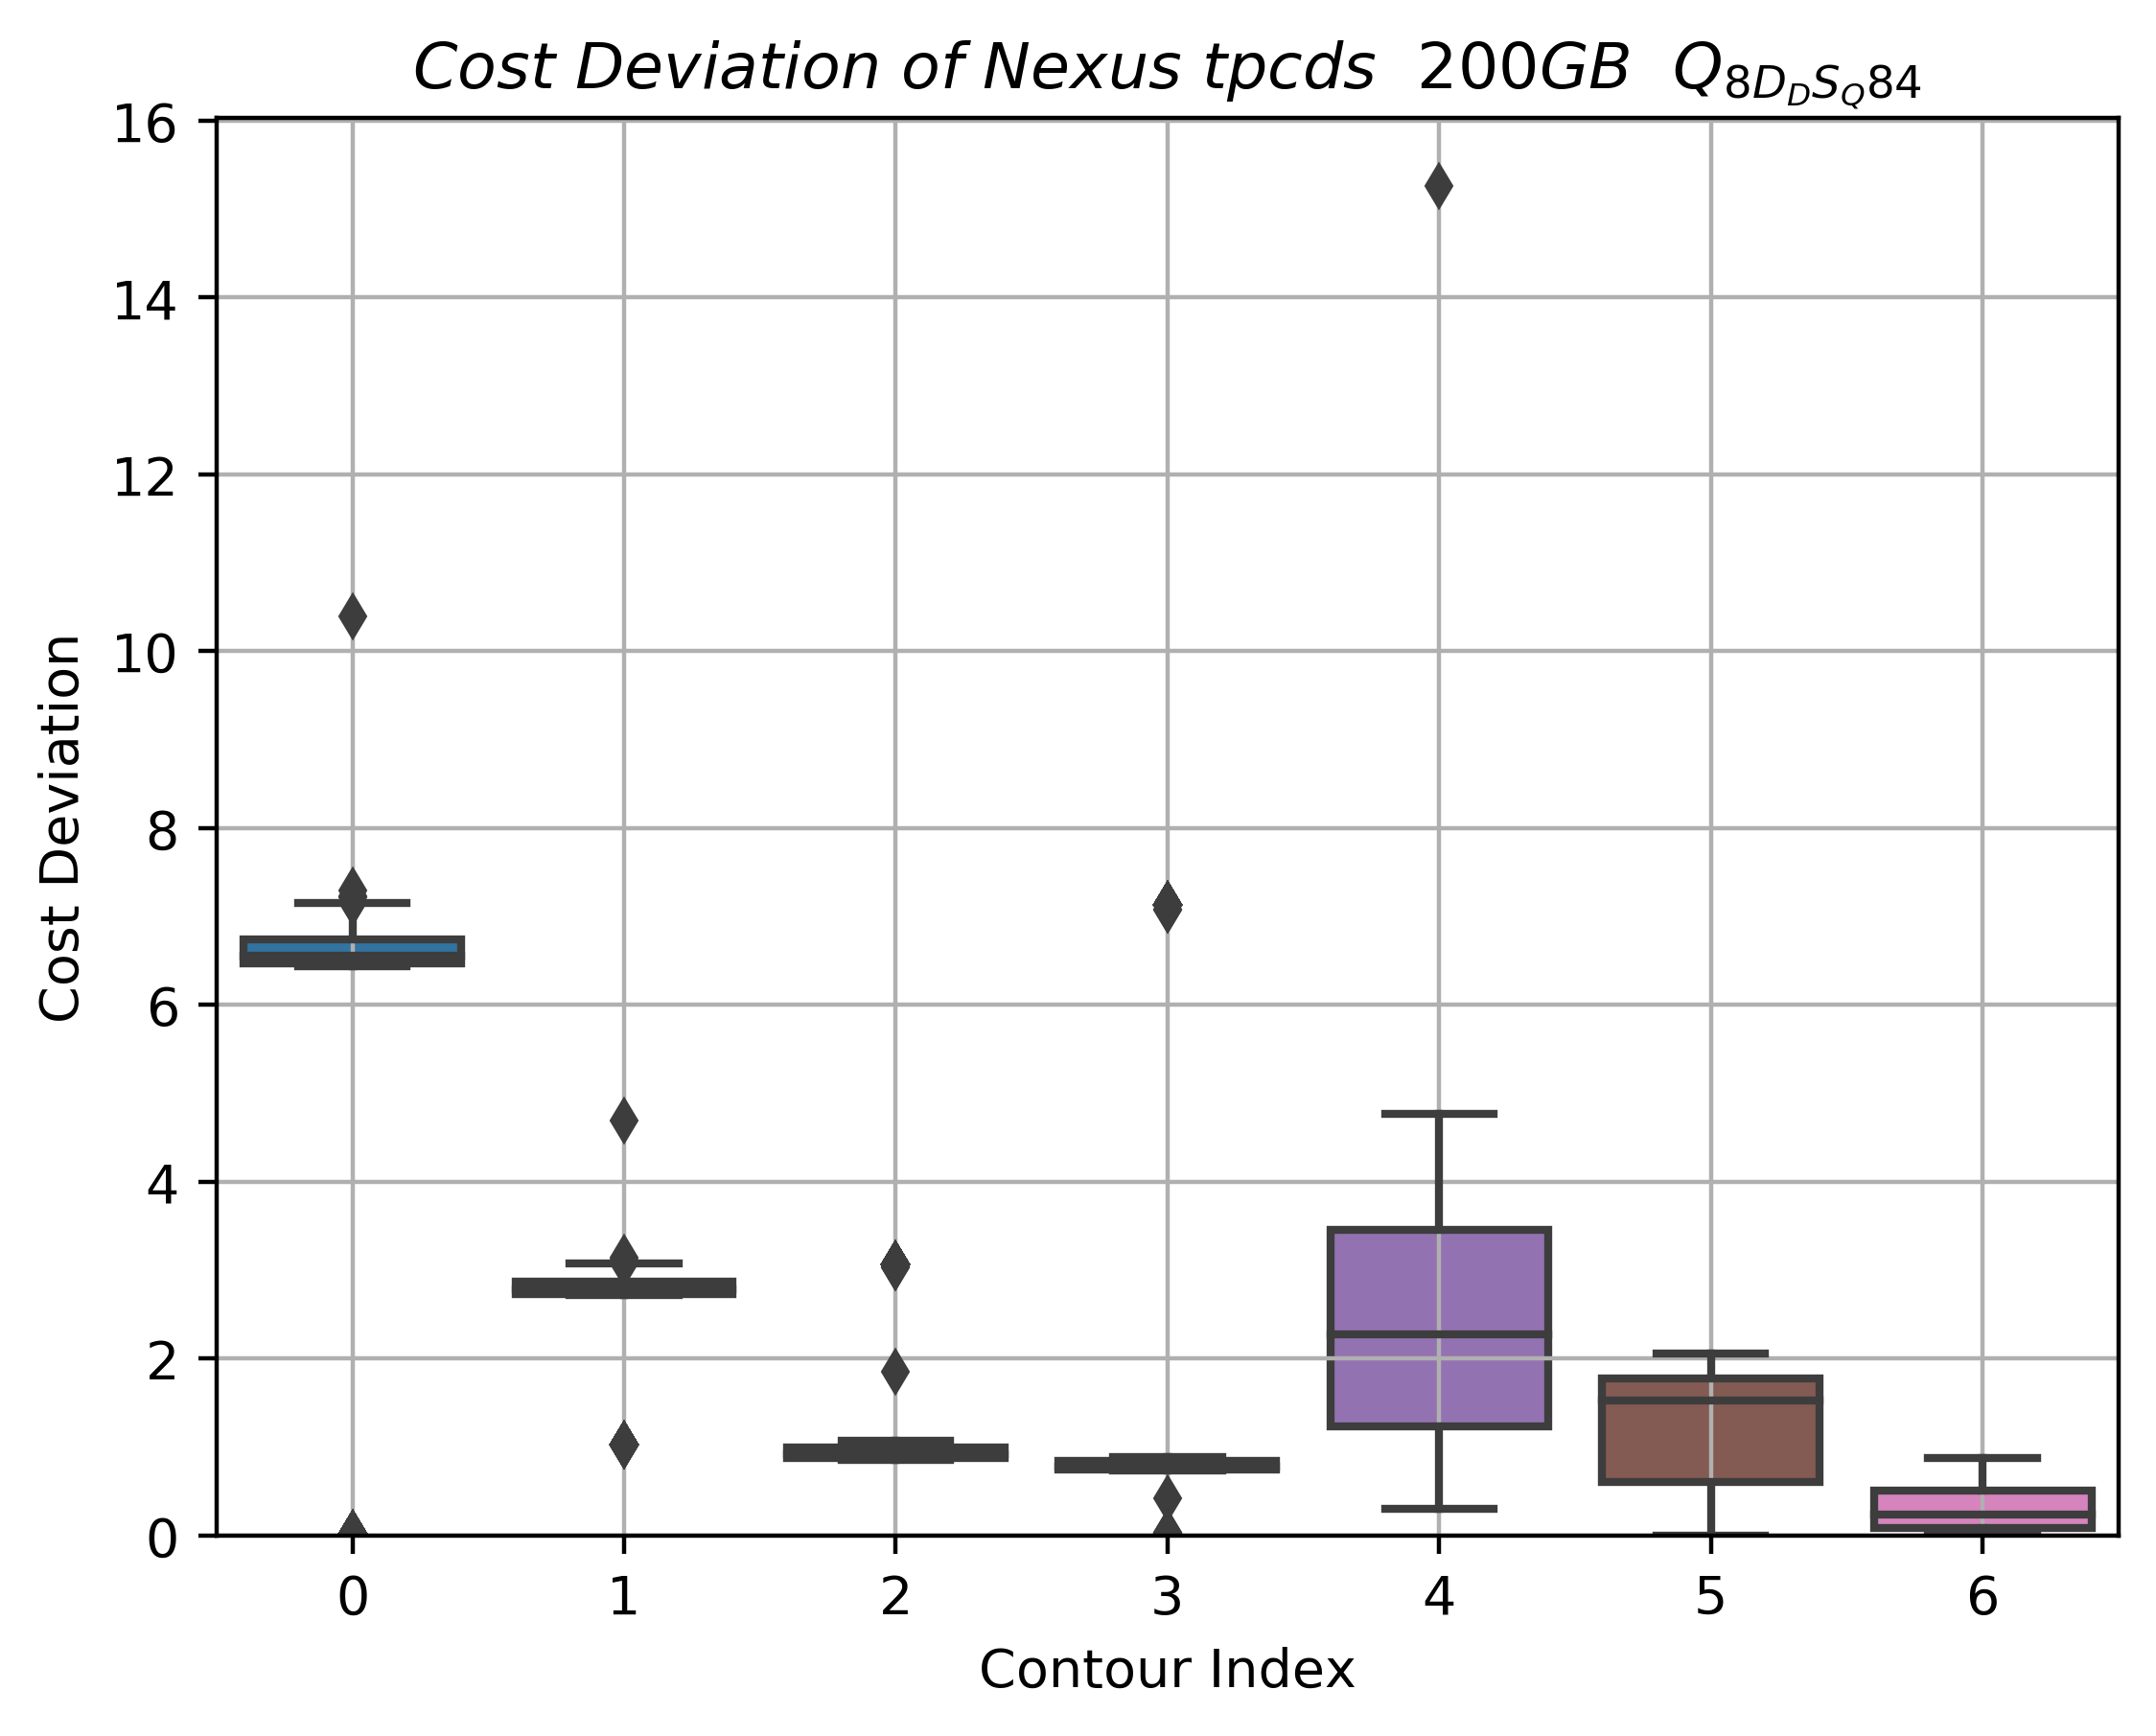 Cost Deviation of Nexus tpcds 200GB Q8DDSQ84
16
14
12
10
8
6
4
2
0
Cost Deviation
0 1 2 3 4 5 6
Contour Index